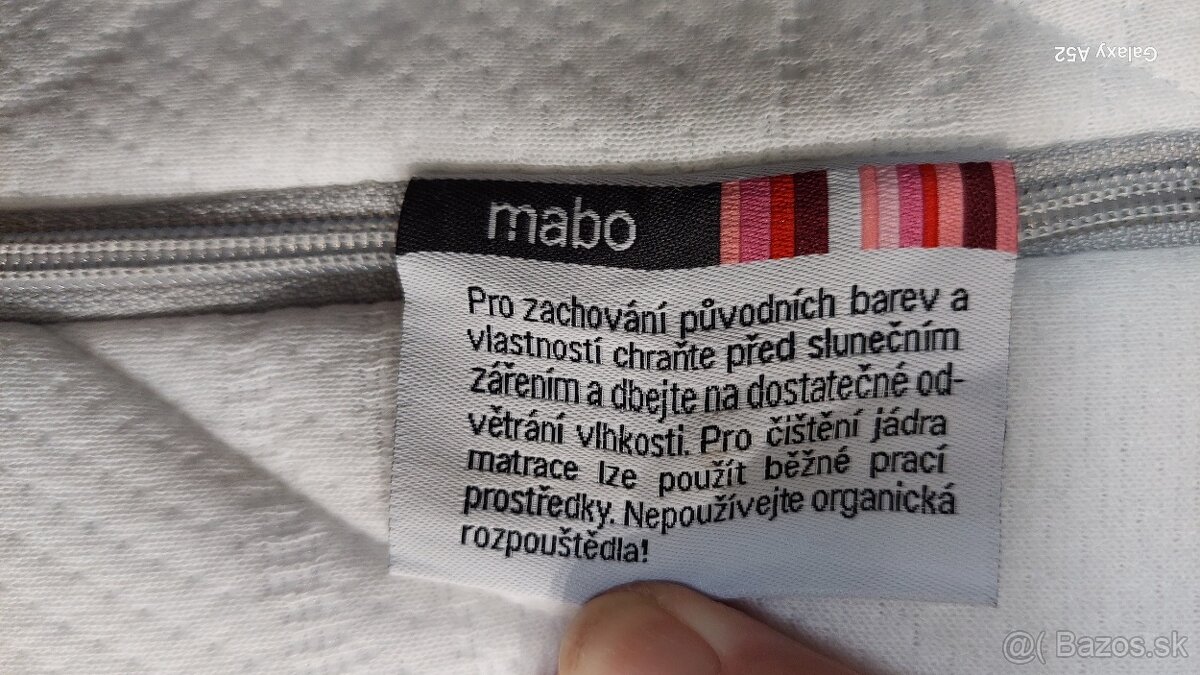 Galaxy A52
mabo
Pro zachování původních barev a
vlastností chraňte před slunečním
zářením a dbejte na dostatečné od-
větrání vlhkosti. Pro čištění jádra
matrace lze použít běžné prací
prostředky. Nepoužívejte organická
rozpouštědla!
@( Bazos.sk